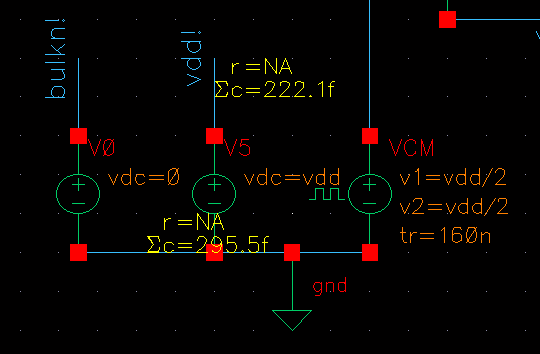 bulkn!
vdd!
r=NA
Σc=222.1f
V0
V5
VCM
vdc=0
vdc=vdd
v1=vdd/2
v2=vdd/2
tr=160n
r=NA
Σc=295.5f
gnd